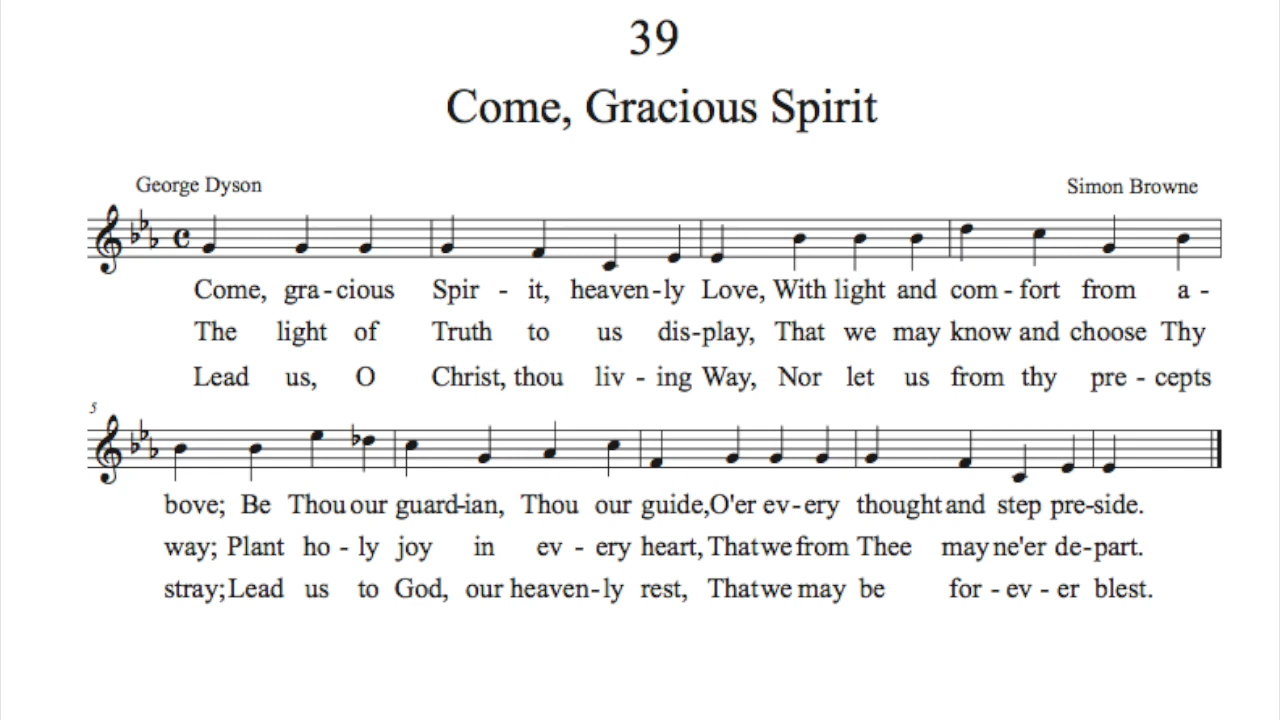 39
Come, Gracious Spirit
George Dyson Simon Browne
Come, gra - cious Spir - it, heaven - ly Love, With light and com - fort from a -
The light of Truth to us dis - play, That we may know and choose Thy
Lead us, O Christ, thou liv - ing Way, Nor let us from thy pre - cepts
5
bove; Be Thou our guard - ian, Thou our guide, O'er ev - ery thought and step pre - side.
way; Plant ho - ly joy in ev - ery heart, That we from Thee may ne'er de - part.
stray; Lead us to God, our heaven - ly rest, That we may be for - ev - er blest.